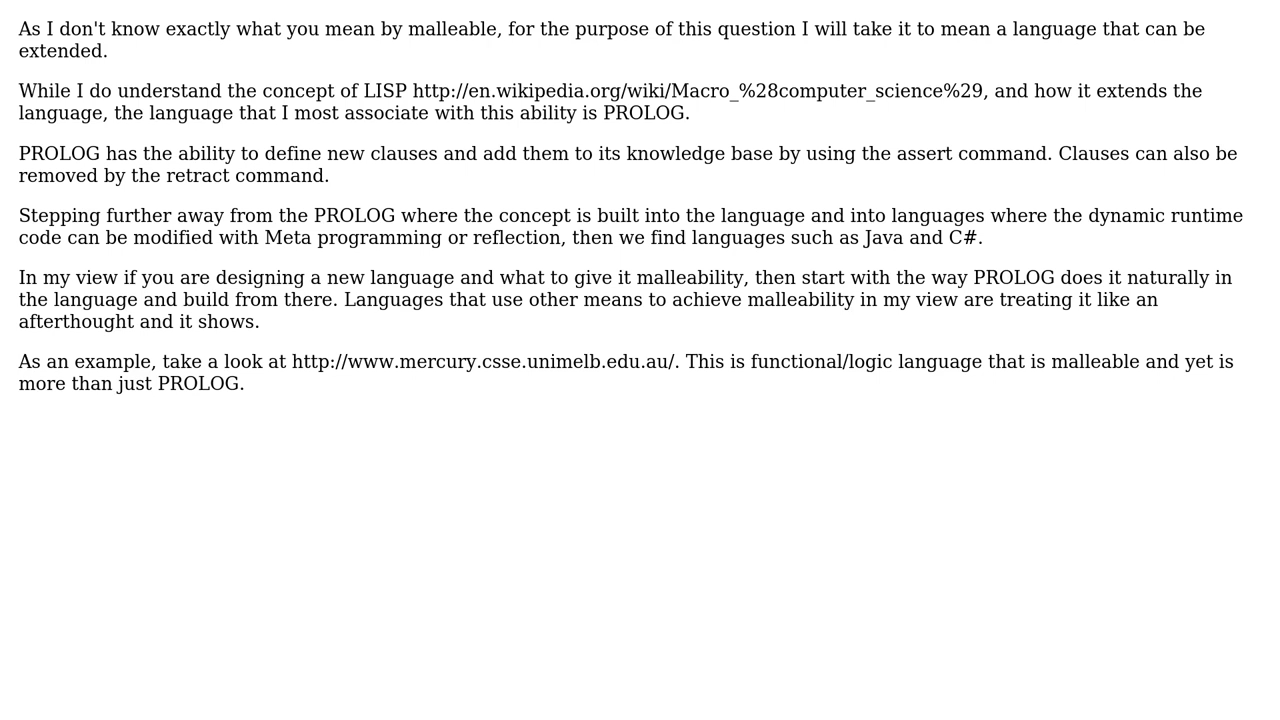 As I don't know exactly what you mean by malleable, for the purpose of this question I will take it to mean a language that can be
extended.
While I do understand the concept of LISP http://en.wikipedia.org/wiki/Macro_%28computer_science%29, and how it extends the
language, the language that I most associate with this ability is PROLOG.
PROLOG has the ability to define new clauses and add them to its knowledge base by using the assert command. Clauses can also be
removed by the retract command.
Stepping further away from the PROLOG where the concept is built into the language and into languages where the dynamic runtime
code can be modified with Meta programming or reflection, then we find languages such as Java and C#.
In my view if you are designing a new language and what to give it malleability, then start with the way PROLOG does it naturally in
the language and build from there. Languages that use other means to achieve malleability in my view are treating it like an
afterthought and it shows.
As an example, take a look at http://www.mercury.csse.unimelb.edu.au/. This is functional/logic language that is malleable and yet is
more than just PROLOG.